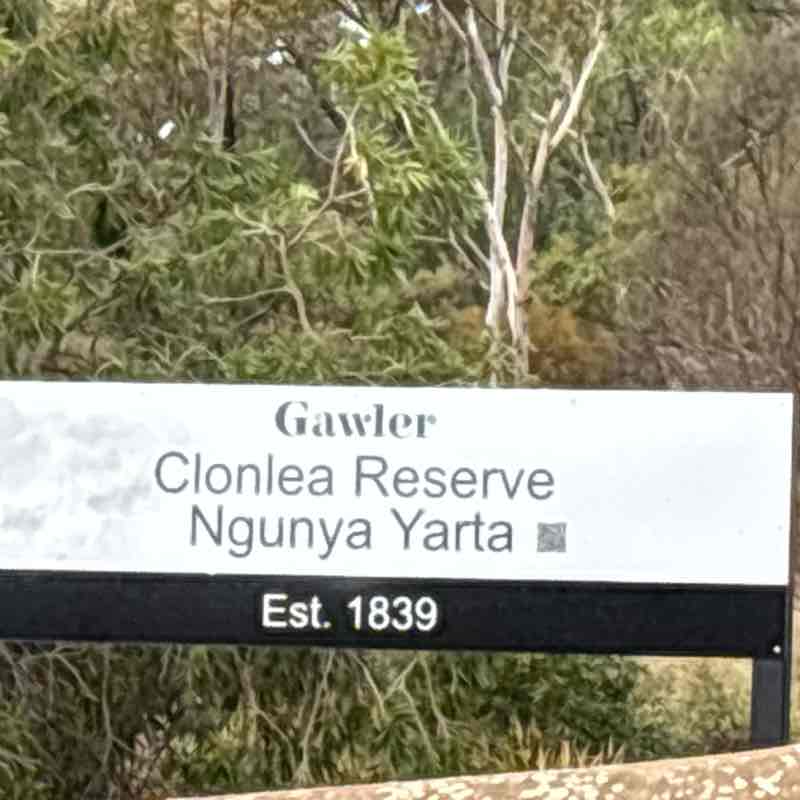 Gawler
Clonlea Reserve
Ngunya Yarta
Est. 1839